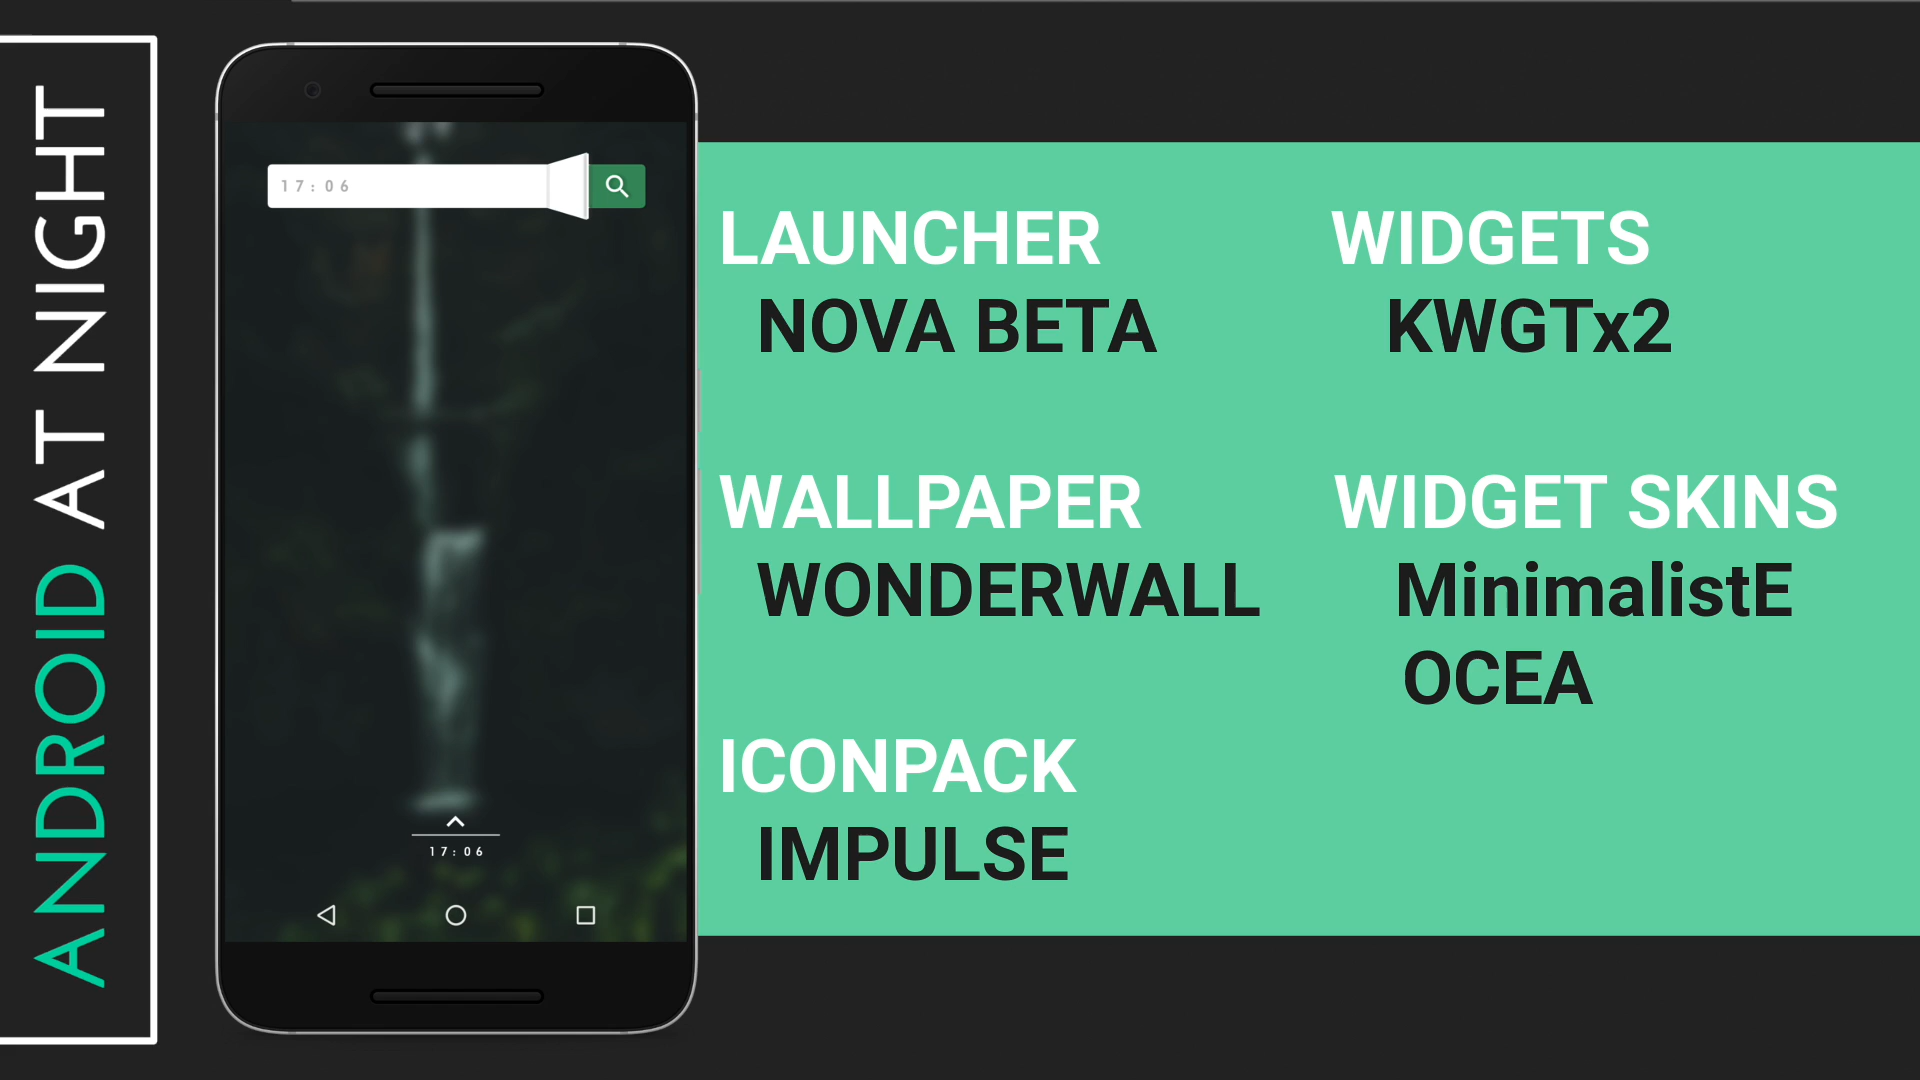 ANDROID AT NIGHT
17:06
17:06
LAUNCHER
NOVA BETA
WALLPAPER
WONDERWALL
ICONPACK
IMPULSE
WIDGETS
KWGTx2
WIDGET SKINS
MinimalistE
OCEA